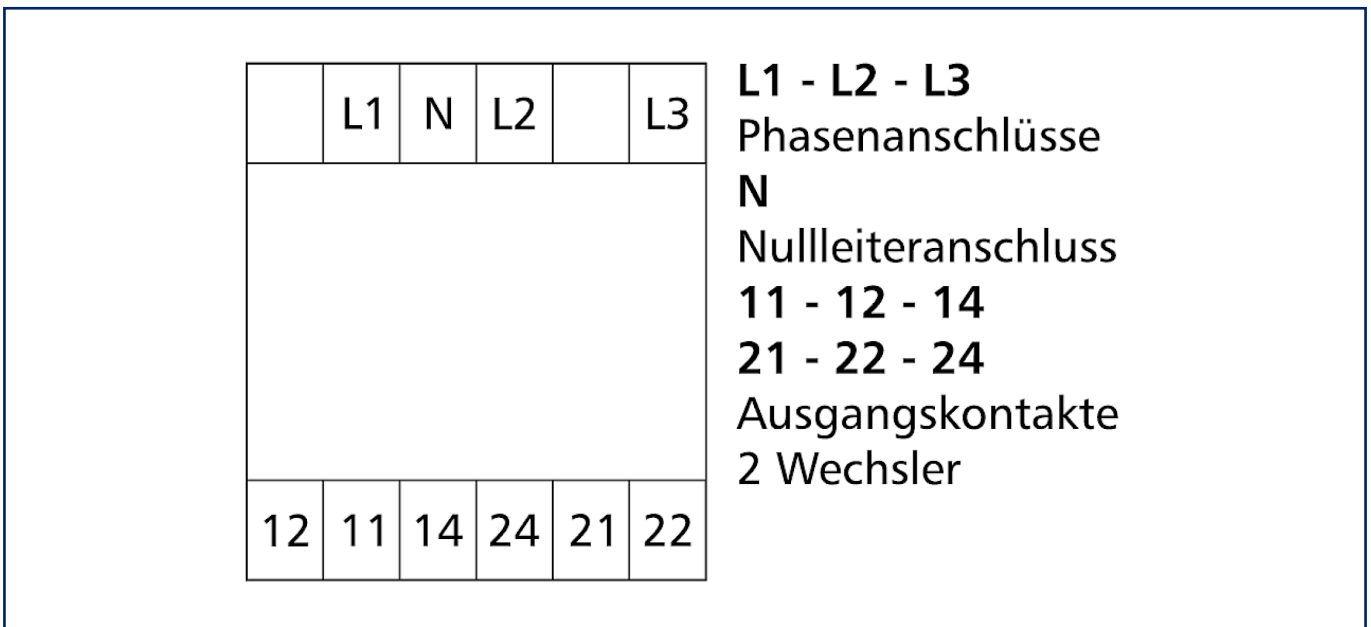 L1 N L2 L3
12 11 14 24 21 22
L1 - L2 - L3
Phasenanschlüsse
N
Nullleiteranschluss
11 - 12 - 14
21 - 22 - 24
Ausgangskontakte
2 Wechsler